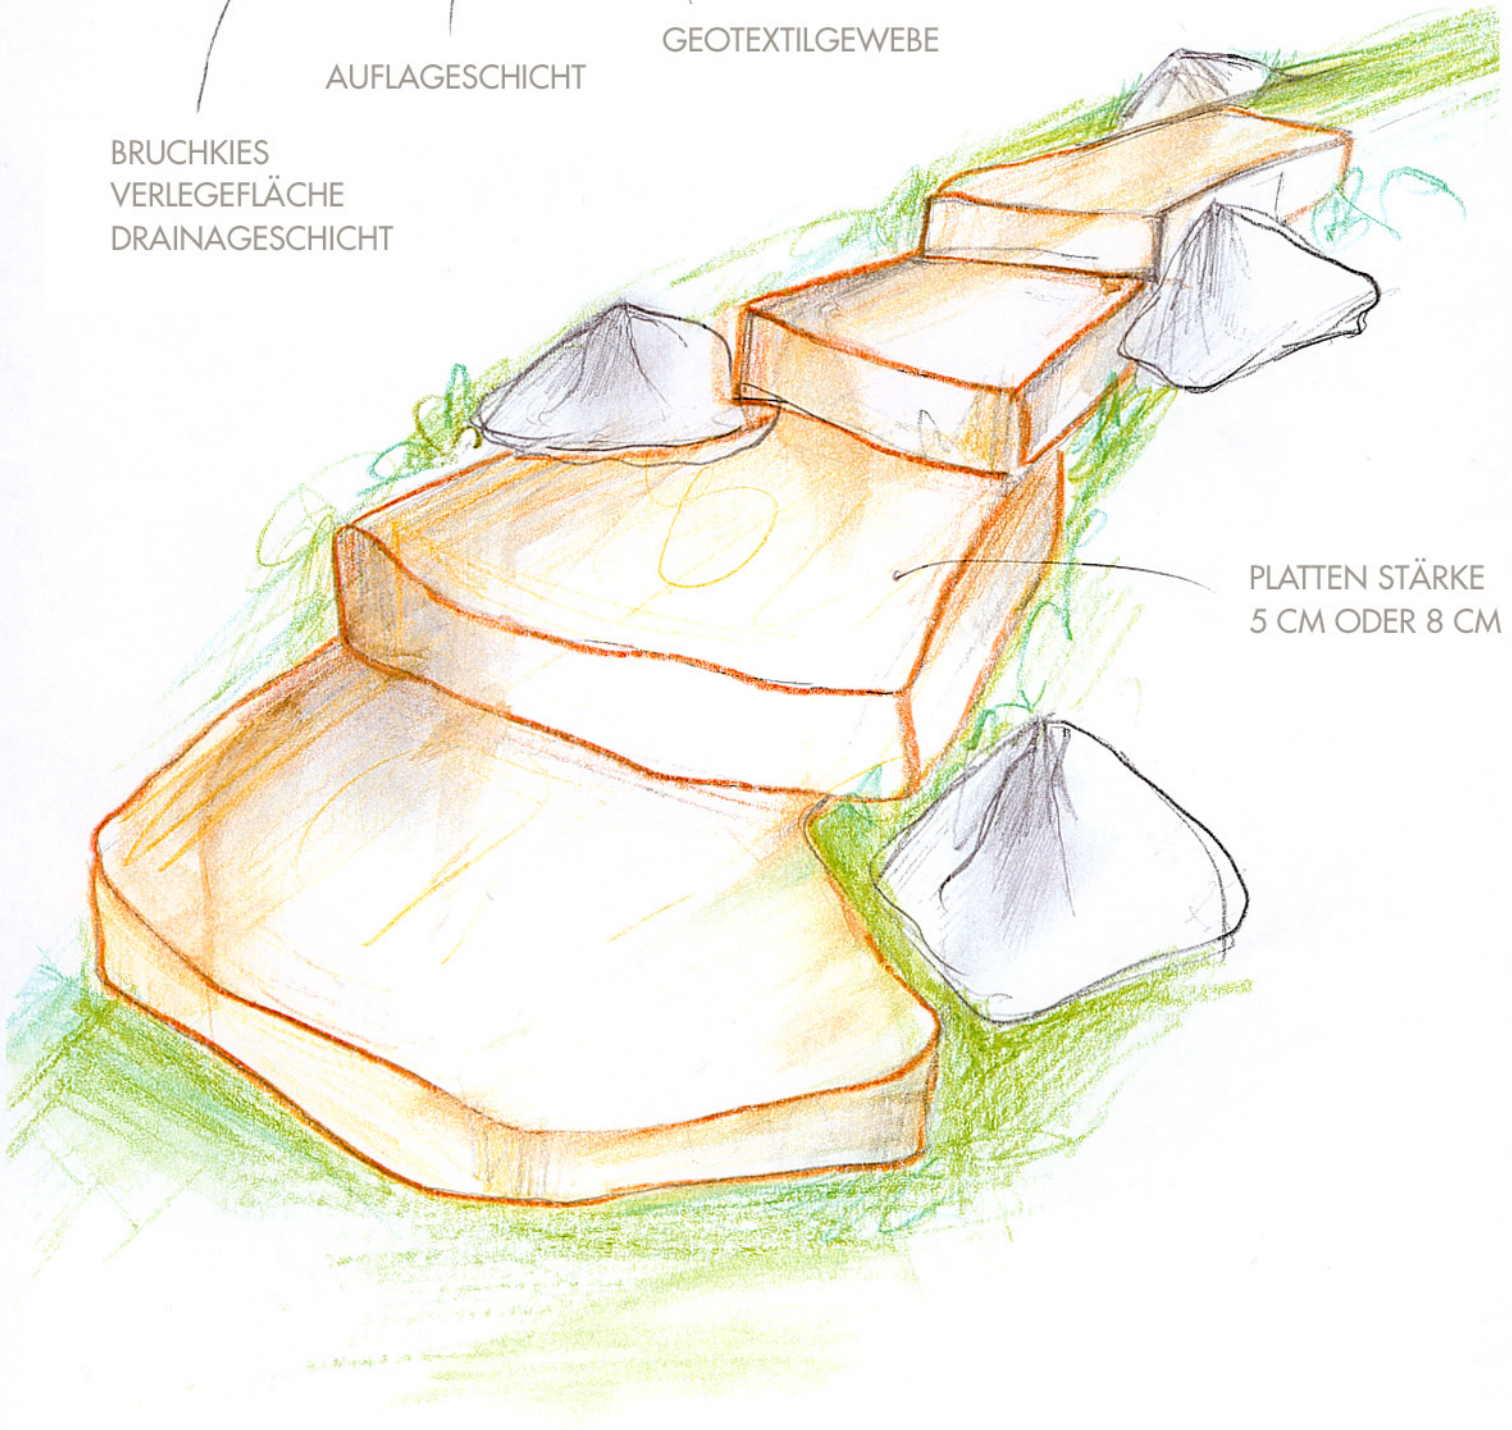 GEOTEXTILGEWEBE
AUFLAGESCHICHT
BRUCHKIES
VERLEGEFLÄCHE
DRAINAGESCHICHT
PLATTEN STÄRKE
5 CM ODER 8 CM